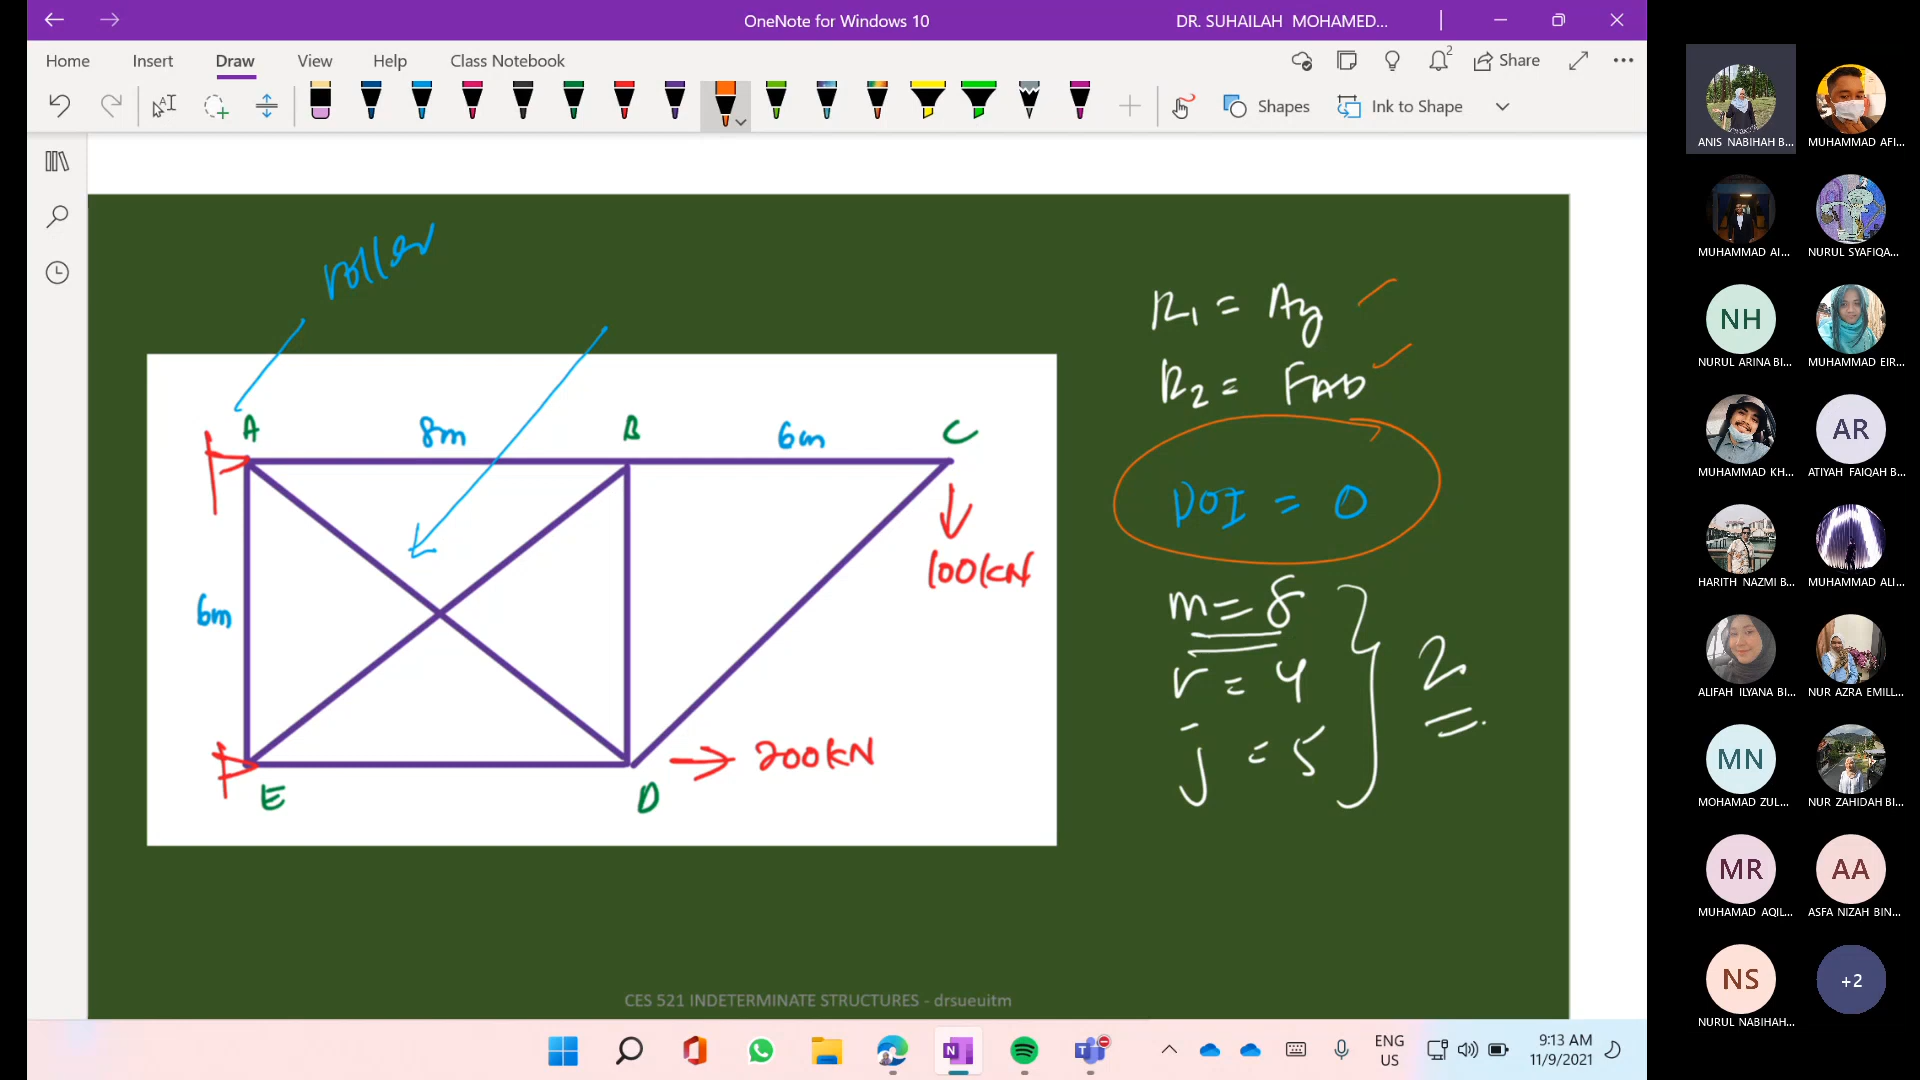 OneNote for Windows 10
DR. SUHAILAH MOHAMED...
Home Insert Draw View Help Class Notebook
2
Share
Shapes
Ink to Shape
roller
R1 = Ay
R2 = FAD
DOI = 0
m = 8
r = 4
j = 5
2
A 8m B 6m C
6m
100kN
200kN
E D
CES 521 INDETERMINATE STRUCTURES - drsueuitm
ANIS NABIHAH B...
MUHAMMAD AFI...
MUHAMMAD AI...
NURUL SYAFIQA...
NH
NURUL ARINA BI...
MUHAMMAD EIR...
MUHAMMAD KH...
AR
ATIYAH FAIQAH B...
HARITH NAZMI B...
MUHAMMAD ALI...
ALIFAH ILYANA BI...
NUR AZRA EMILL...
MN
MOHAMAD ZUL...
NUR ZAHIDAH BI...
MR
MUHAMAD AQIL...
AA
ASFA NIZAH BIN...
NS
NURUL NABIHAH...
+2
ENG
US
9:13 AM
11/9/2021